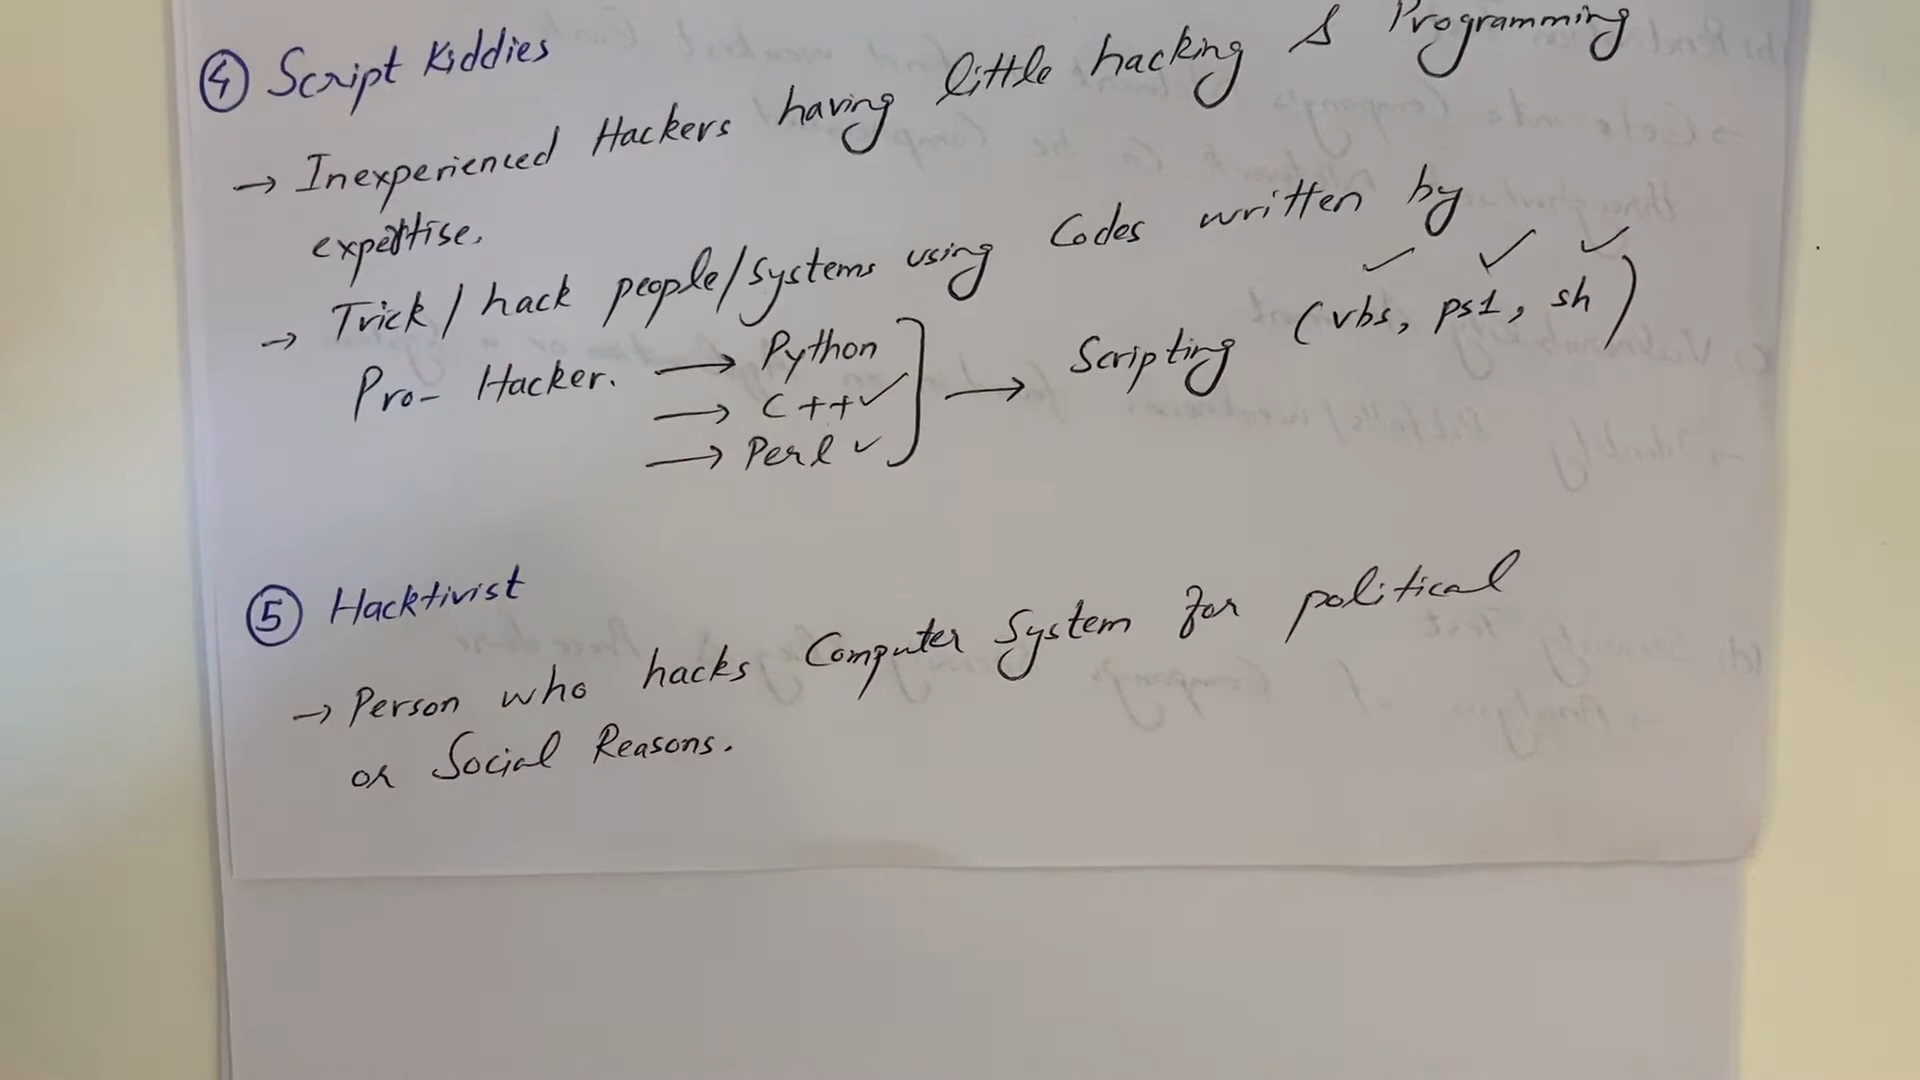 ④ Script Kiddies
→ Inexperienced Hackers having little hacking & Programming
expertise.
→ Trick / hack people/systems using Codes written by
Pro- Hacker. → Python
→ C++ ✓
→ Perl ✓
→ Scripting (vbs, ps1, sh)
⑤ Hacktivist
→ Person who hacks Computer System for political
or Social Reasons.